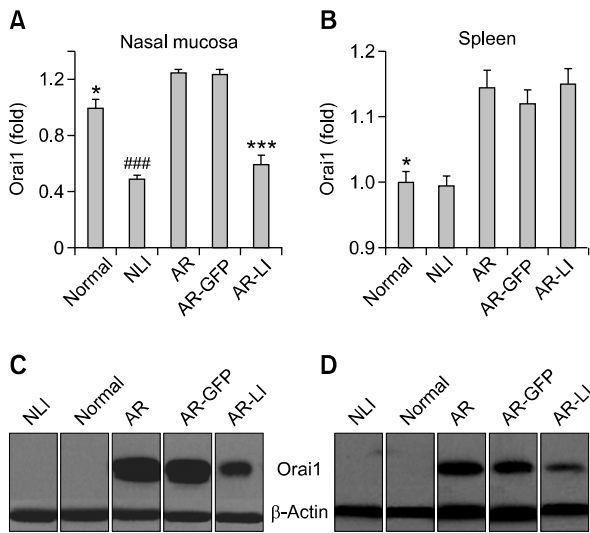 A
Nasal mucosa
Orai1 (fold)
1.2
0.8
0.4
0
*
###
***
Normal
NLI
AR
AR-GFP
AR-LI
B
Spleen
Orai1 (fold)
1.2
1.1
1.0
0.9
*
Normal
NLI
AR
AR-GFP
AR-LI
C
NLI
Normal
AR
AR-GFP
AR-LI
Orai1
β-Actin
D
NLI
Normal
AR
AR-GFP
AR-LI